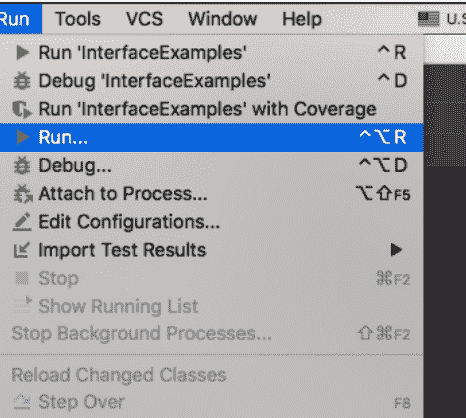 Run Tools VCS Window Help U.S
Run 'InterfaceExamples' ^R
Debug 'InterfaceExamples' ^D
Run 'InterfaceExamples' with Coverage
Run... ^⌥R
Debug... ^⌥D
Attach to Process... ⌥⇧F5
Edit Configurations...
Import Test Results
Stop ⌘F2
Show Running List
Stop Background Processes... ⇧⌘F2
Reload Changed Classes
Step Over F8